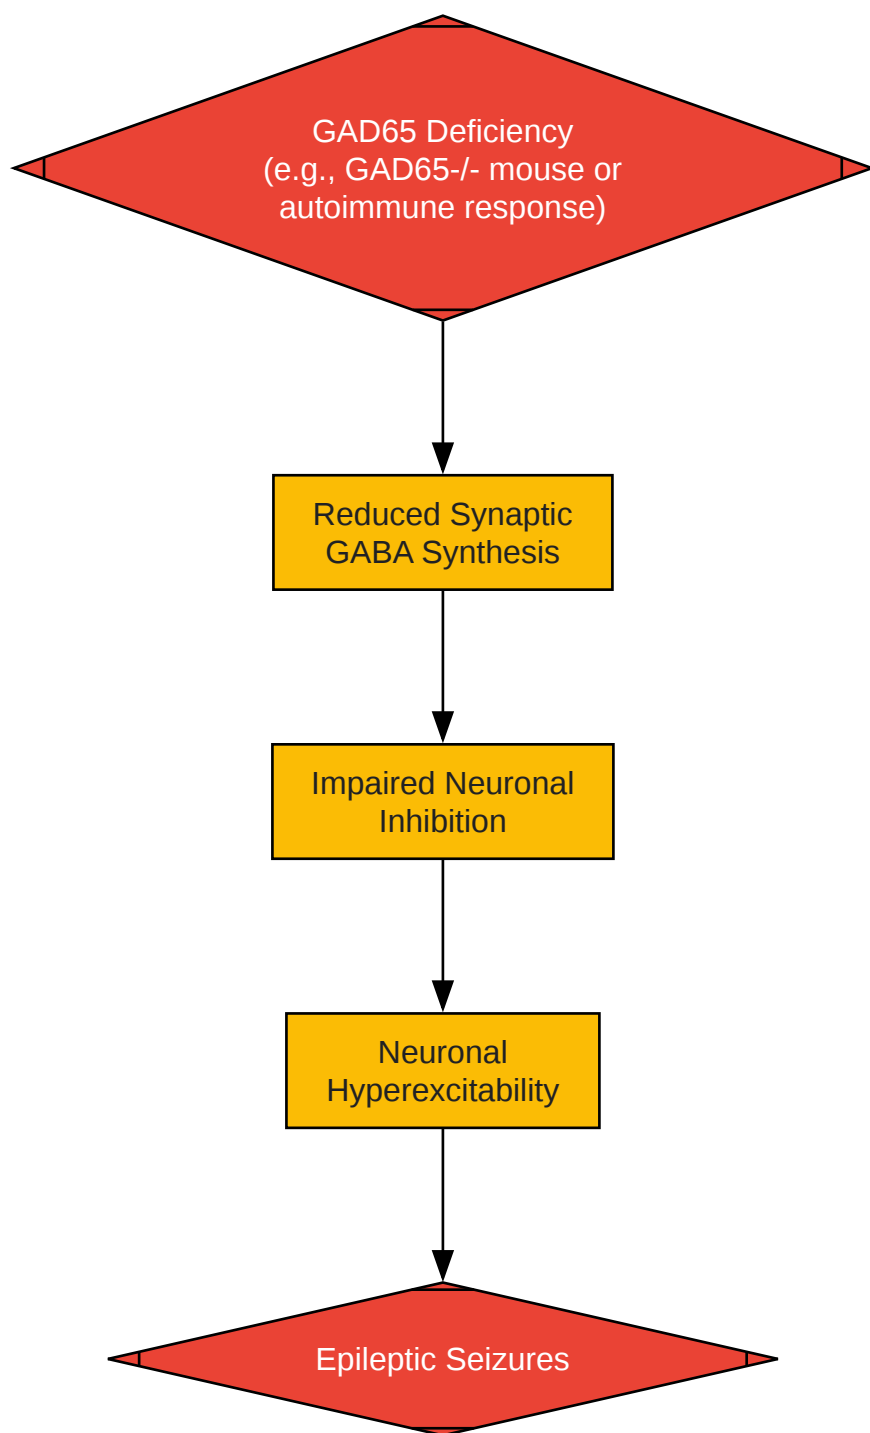 GAD65 Deficiency
(e.g., GAD65-/- mouse or
autoimmune response)
Reduced Synaptic
GABA Synthesis
Impaired Neuronal
Inhibition
Neuronal
Hyperexcitability
Epileptic Seizures